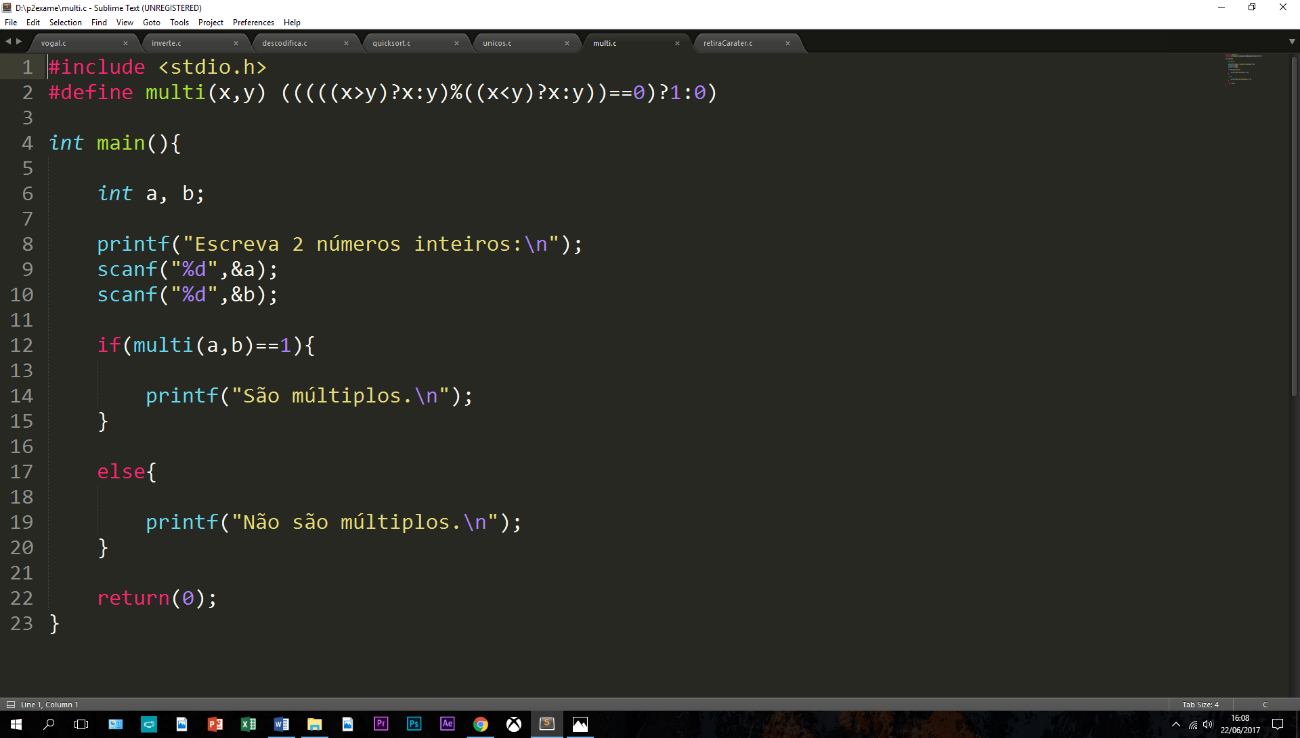 D:\p2exame\multi.c - Sublime Text (UNREGISTERED)
File Edit Selection Find View Goto Tools Project Preferences Help
vogal.c inverte.c descodifica.c quicksort.c unicos.c multi.c retiraCarater.c
1 #include <stdio.h>
2 #define multi(x,y) (((((x>y)?x:y)%((x<y)?x:y))==0)?1:0)
3
4 int main(){
5
6 int a, b;
7
8 printf("Escreva 2 números inteiros:\n");
9 scanf("%d",&a);
10 scanf("%d",&b);
11
12 if(multi(a,b)==1){
13
14 printf("São múltiplos.\n");
15 }
16
17 else{
18
19 printf("Não são múltiplos.\n");
20 }
21
22 return(0);
23 }
Line 1, Column 1 Tab Size: 4 C
16:08
22/06/2017